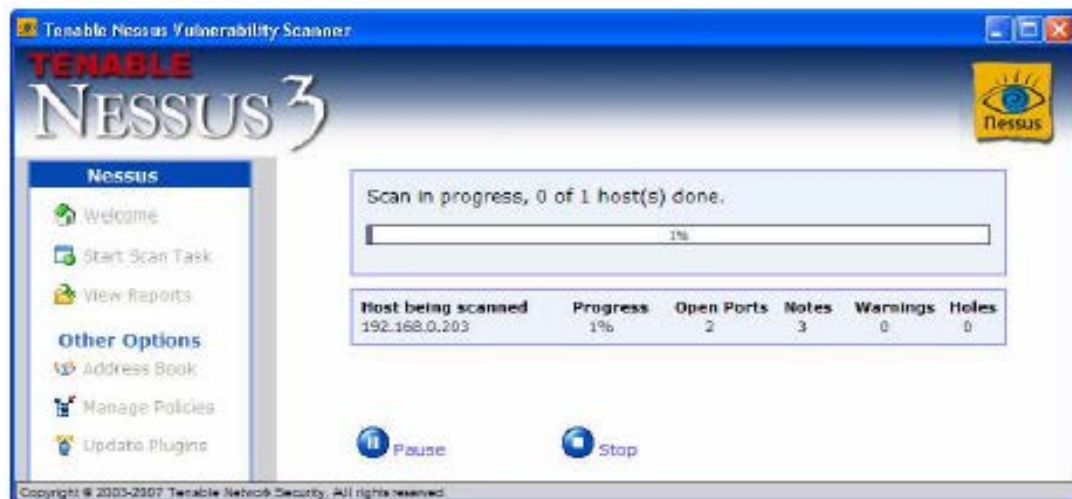 Tenable Nessus Vulnerability Scanner
TENABLE
NESSUS 3
Nessus
Nessus
Welcome
Start Scan Task
View Reports
Other Options
Address Book
Manage Policies
Update Plugins
Scan in progress, 0 of 1 host(s) done.
1%
Host being scanned Progress Open Ports Notes Warnings Holes
192.168.0.203 1% 2 3 0 0
Pause Stop
Copyright © 2003-2007 Tenable Network Security. All rights reserved.